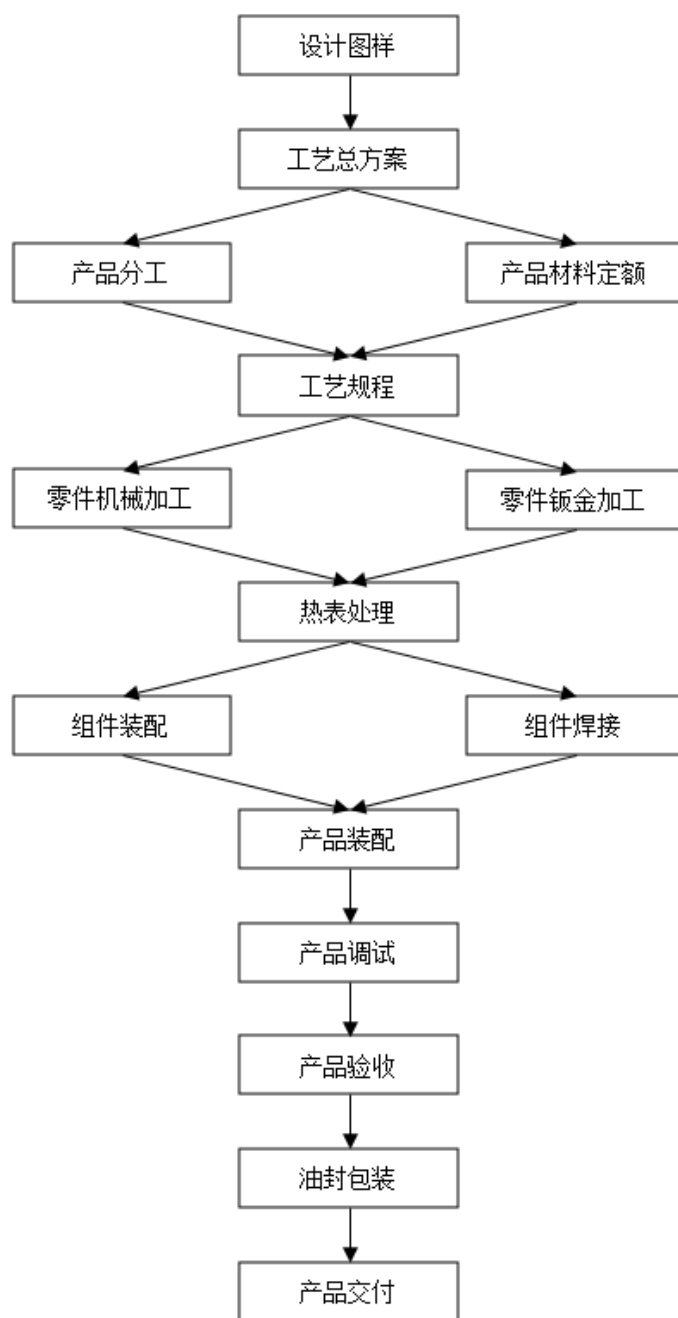 设计图样
工艺总方案
产品分工
产品材料定额
工艺规程
零件机械加工
零件钣金加工
热表处理
组件装配
组件焊接
产品装配
产品调试
产品验收
油封包装
产品交付